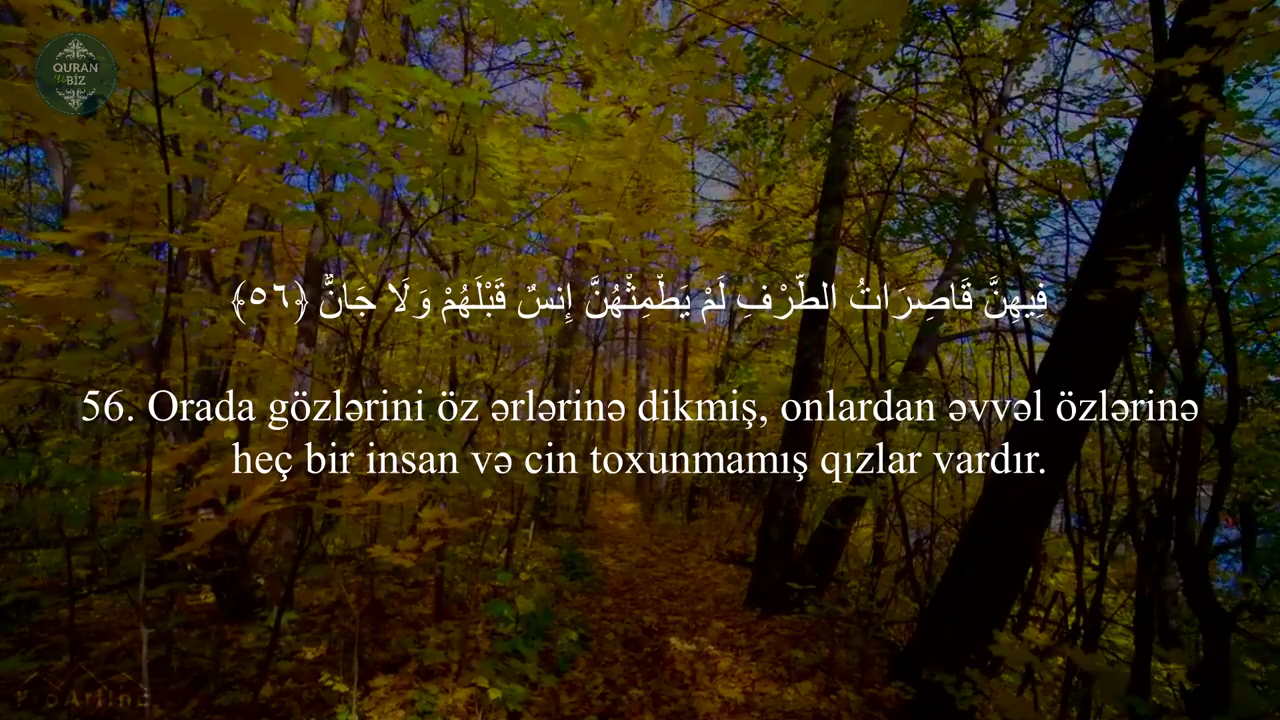 QURAN
Və
BİZ
فِيهِنَّ قَاصِرَاتُ الطَّرْفِ لَمْ يَطْمِثْهُنَّ إِنسٌ قَبْلَهُمْ وَلَا جَانٌّ ﴿٥٦﴾
56. Orada gözlərini öz ərlərinə dikmiş, onlardan əvvəl özlərinə
heç bir insan və cin toxunmamış qızlar vardır.